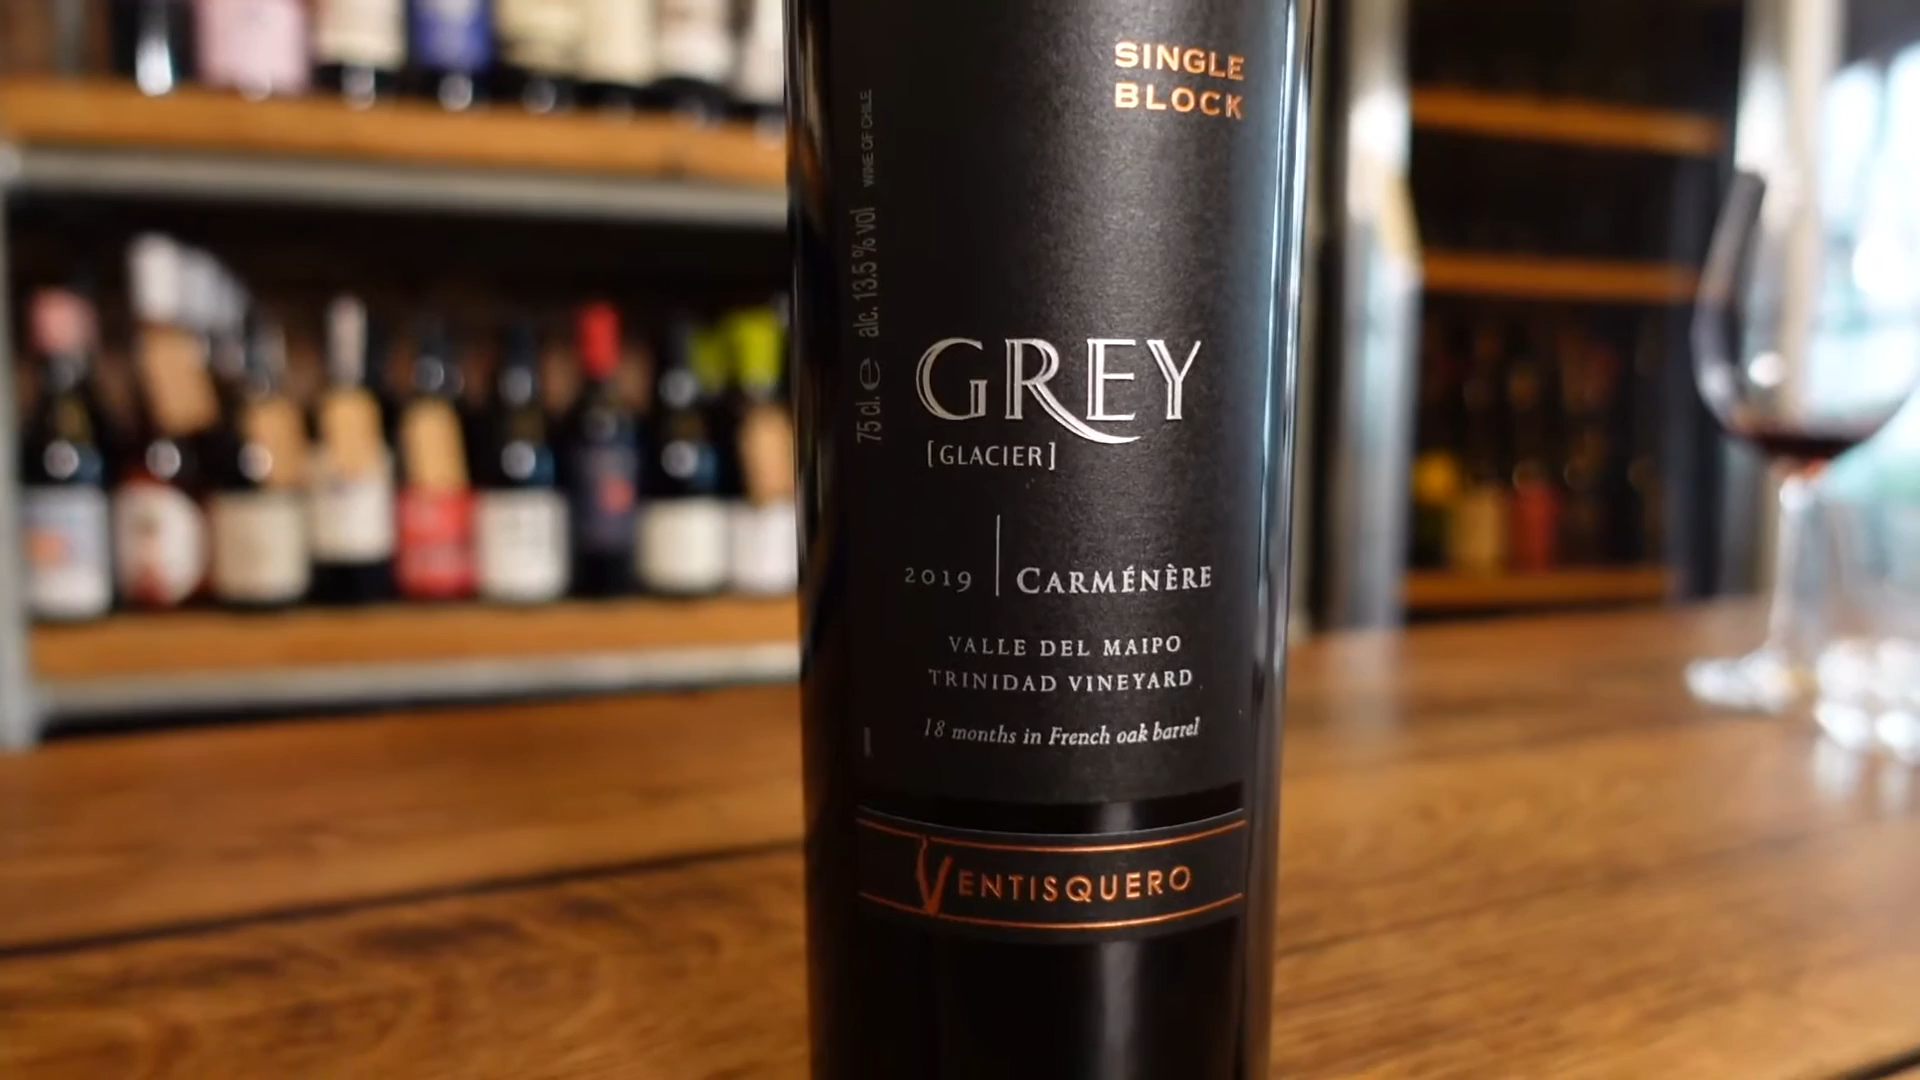 SINGLE
BLOCK
WINE OF CHILE
75 cl. e alc. 13.5 % vol
GREY
[GLACIER]
2019 | CARMÉNÈRE
VALLE DEL MAIPO
TRINIDAD VINEYARD
18 months in French oak barrel
VENTISQUERO